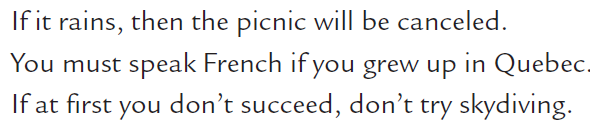 If it rains, then the picnic will be canceled.
You must speak French if you grew up in Quebec.
If at first you don’t succeed, don’t try skydiving.